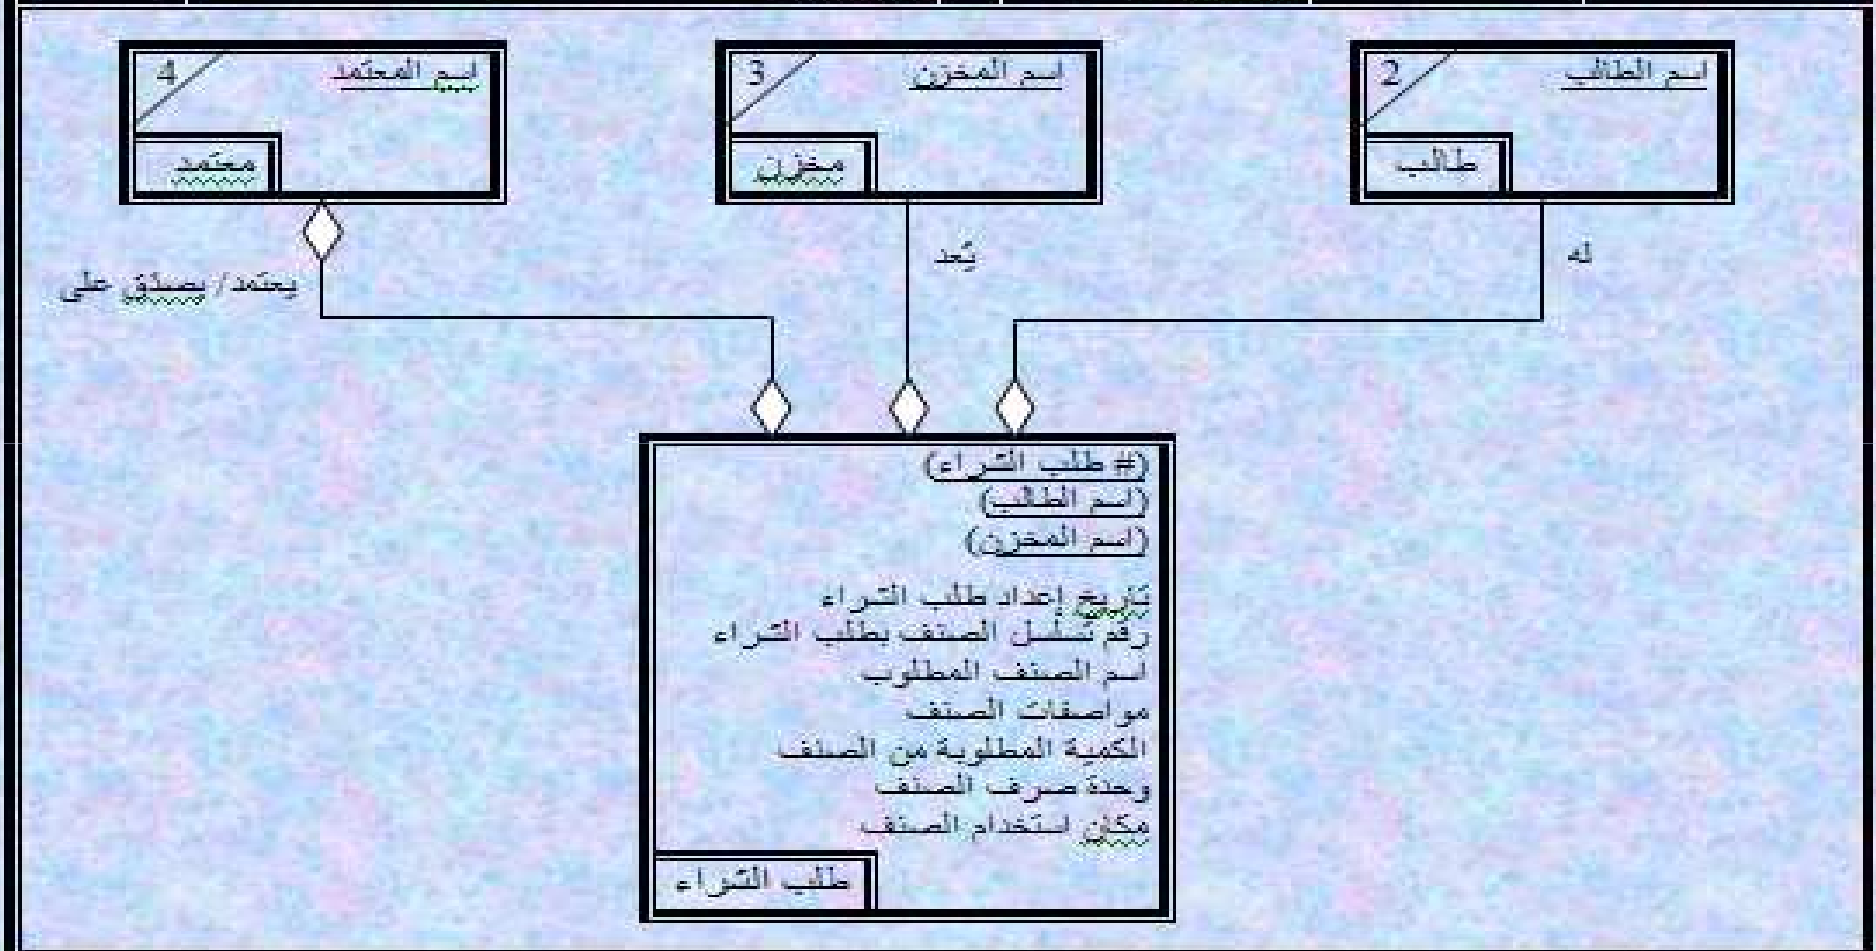 اسم الطالب
2
طالب
اسم المخزن
3
مخزن
اسم المعتمد
4
معتمد
له
يُعد
يعتمد/ يصدق على
(# طلب الشراء)
(اسم الطالب)
(اسم المخزن)
تاريخ إعداد طلب الشراء
رقم تسلسل الصنف بطلب الشراء
اسم الصنف المطلوب
مواصفات الصنف
الكمية المطلوبة من الصنف
وحدة صرف الصنف
مكان استخدام الصنف
طلب الشراء